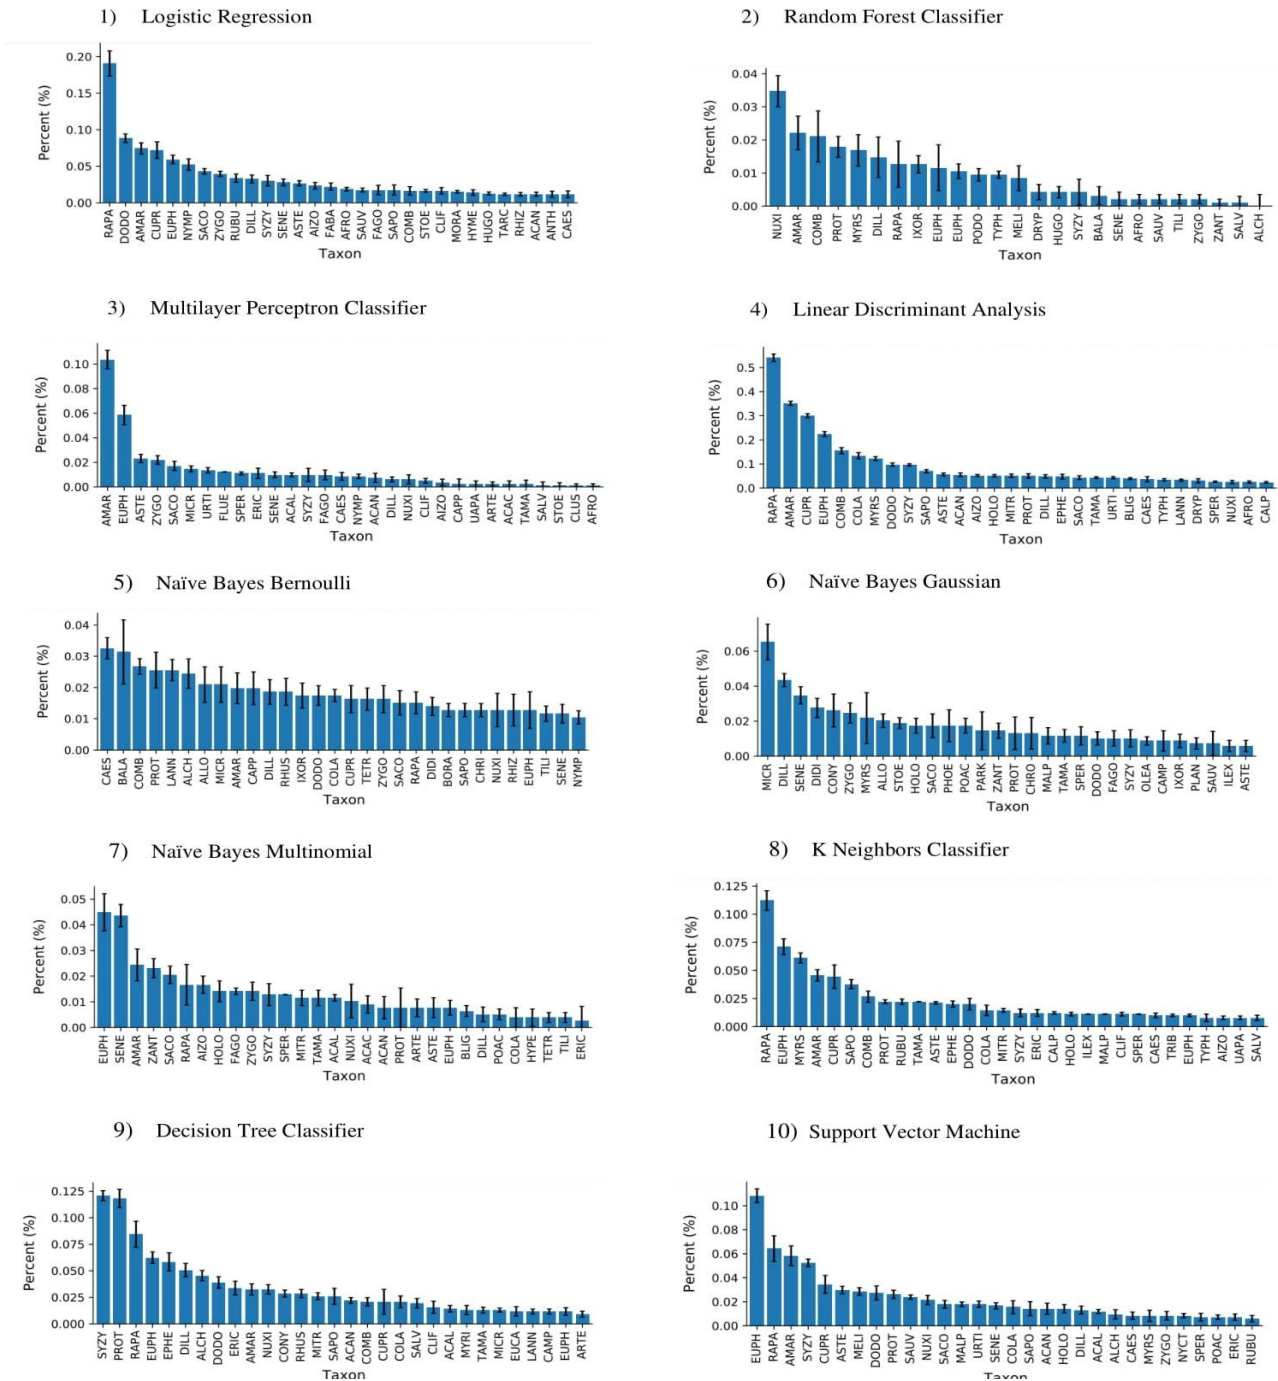 1) Logistic Regression
Percent (%)
0.20
0.15
0.10
0.05
0.00
RAPA DODO AMAR CUPR EUPH NYMP SACO ZYGO RUBU DILL SYZY SENE ASTE AIZO FABA AFRO SAUV FAGO SAPO COMB STOE CLIF MORA HYME HUGO TARC RHIZ ACAN ANTH CAES
Taxon
2) Random Forest Classifier
Percent (%)
0.04
0.03
0.02
0.01
0.00
NUXI AMAR COMB PROT MYRS DILL RAPA IXOR EUPH EUPH PODO TYPH MELI DRYP HUGO SYZY BALA SENE AFRO SAUV TILI ZYGO ZANT SALV ALCH
Taxon
3) Multilayer Perceptron Classifier
Percent (%)
0.10
0.08
0.06
0.04
0.02
0.00
AMAR EUPH ASTE ZYGO SACO MICR URTI FLUE SPER ERIC SENE ACAL SYZY FAGO CAES NYMP ACAN DILL NUXI CLIF AIZO CAPP UAPA ARTE ACAC TAMA SALV STOE CLUS AFRO
Taxon
4) Linear Discriminant Analysis
Percent (%)
0.5
0.4
0.3
0.2
0.1
0.0
RAPA AMAR CUPR EUPH COMB COLA MYRS DODO SYZY SAPO ASTE ACAN AIZO HOLO MITR PROT DILL EPHE SACO TAMA URTI BLIG CAES TYPH LANN DRYP SPER NUXI AFRO CALP
Taxon
5) Naïve Bayes Bernoulli
Percent (%)
0.04
0.03
0.02
0.01
0.00
CAES BALA COMB PROT LANN ALCH ALLO MICR AMAR CAPP DILL RHUS IXOR DODO COLA CUPR TETR ZYGO SACO RAPA DIDI BORA SAPO CHRI NUXI RHIZ EUPH TILI SENE NYMP
Taxon
6) Naïve Bayes Gaussian
Percent (%)
0.06
0.04
0.02
0.00
MICR DILL SENE DIDI CONY ZYGO MYRS ALLO STOE HOLO SACO PHOE POAC PARK ZANT PROT CHRO MALP TAMA SPER DODO FAGO SYZY OLEA CAMP IXOR PLAN SAUV ILEX ASTE
Taxon
7) Naïve Bayes Multinomial
Percent (%)
0.05
0.04
0.03
0.02
0.01
0.00
EUPH SENE AMAR ZANT SACO RAPA AIZO HOLO FAGO ZYGO SYZY SPER MITR TAMA ACAL NUXI ACAC ACAN PROT ARTE ASTE EUPH BLIG DILL POAC COLA HYPE TETR TILI ERIC
Taxon
8) K Neighbors Classifier
Percent (%)
0.125
0.100
0.075
0.050
0.025
0.000
RAPA EUPH MYRS AMAR CUPR SAPO COMB PROT RUBU TAMA ASTE EPHE DODO COLA MITR SYZY ERIC CALP HOLO ILEX MALP CLIF SPER CAES TRIB EUPH TYPH AIZO UAPA SALV
Taxon
9) Decision Tree Classifier
Percent (%)
0.125
0.100
0.075
0.050
0.025
0.000
SYZY PROT RAPA EUPH EPHE DILL ALCH DODO ERIC AMAR NUXI CONY RHUS MITR SAPO ACAN COMB CUPR COLA SALV CLIF ACAL MYRI TAMA MICR EUCA LANN CAMP EUPH ARTE
Taxon
10) Support Vector Machine
Percent (%)
0.10
0.08
0.06
0.04
0.02
0.00
EUPH RAPA AMAR SYZY CUPR ASTE MELI DODO PROT SAUV NUXI SACO MALP URTI SENE COLA SAPO ACAN HOLO DILL ACAL ALCH CAES MYRS ZYGO NYCT SPER POAC ERIC RUBU
Taxon